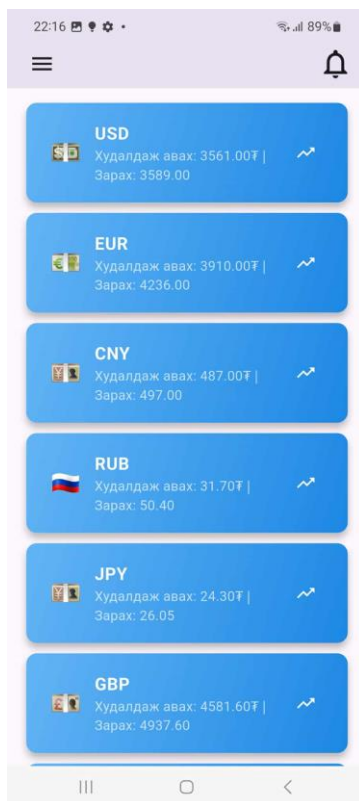 22:16
89%
USD
Худалдаж авах: 3561.00₮ |
Зарах: 3589.00
EUR
Худалдаж авах: 3910.00₮ |
Зарах: 4236.00
CNY
Худалдаж авах: 487.00₮ |
Зарах: 497.00
RUB
Худалдаж авах: 31.70₮ |
Зарах: 50.40
JPY
Худалдаж авах: 24.30₮ |
Зарах: 26.05
GBP
Худалдаж авах: 4581.60₮ |
Зарах: 4937.60